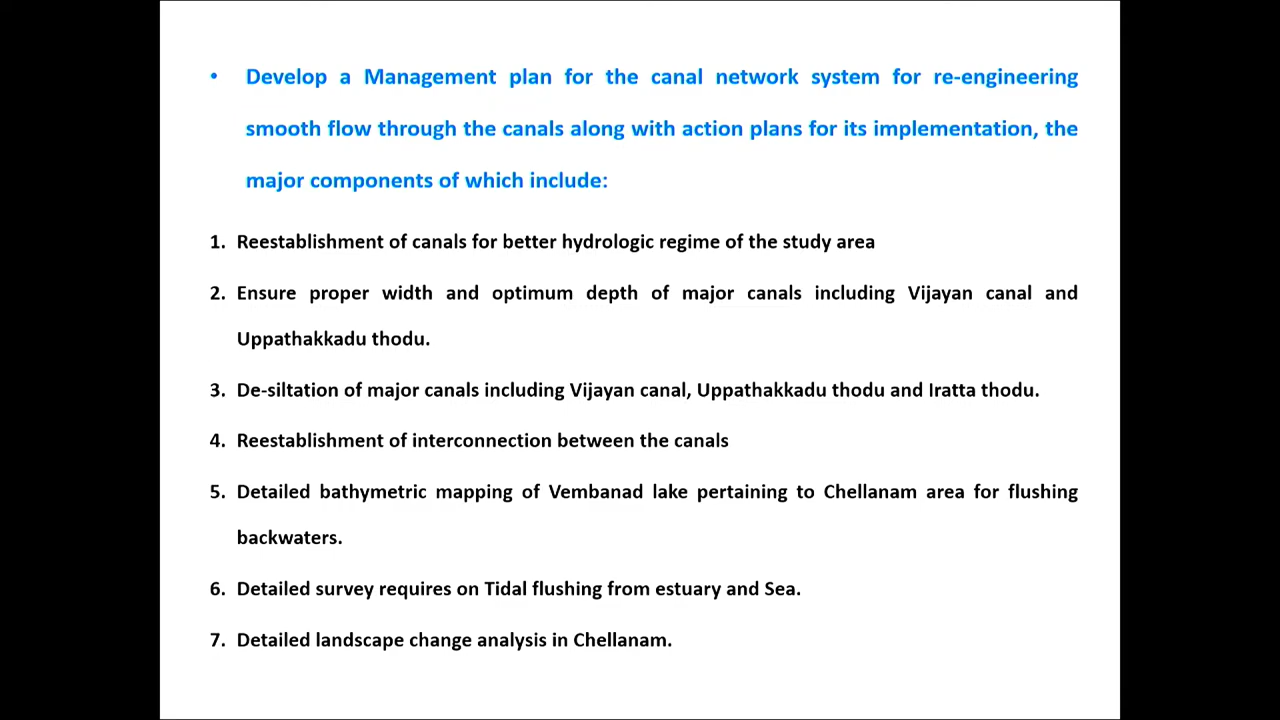 • Develop a Management plan for the canal network system for re-engineering
smooth flow through the canals along with action plans for its implementation, the
major components of which include:
1. Reestablishment of canals for better hydrologic regime of the study area
2. Ensure proper width and optimum depth of major canals including Vijayan canal and
Uppathakkadu thodu.
3. De-siltation of major canals including Vijayan canal, Uppathakkadu thodu and Iratta thodu.
4. Reestablishment of interconnection between the canals
5. Detailed bathymetric mapping of Vembanad lake pertaining to Chellanam area for flushing
backwaters.
6. Detailed survey requires on Tidal flushing from estuary and Sea.
7. Detailed landscape change analysis in Chellanam.